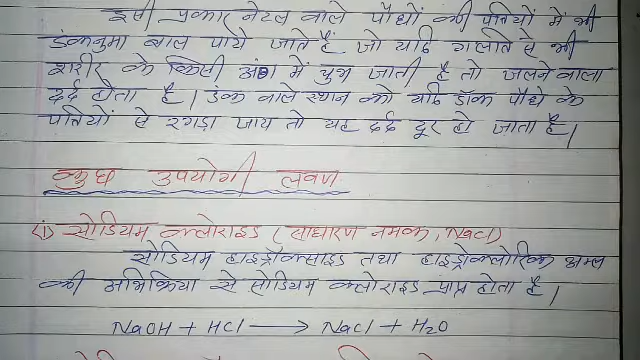 इसी प्रकार नेटल वाले पौधों की पत्तियों में भी
डंकनुमा बाल पाये जाते हैं जो यदि गलति से भी
शरीर के किसी अंग में चुभ जाती है तो जलने वाला
दर्द होता है। डंक वाले स्थान को यदि डॉक पौधे के
पत्तियों से रगड़ा जाय तो यह दर्द दूर हो जाता है।
कुछ उपयोगी लवण
(i) सोडियम क्लोराइड (साधारण नमक, NaCl)
सोडियम हाइड्रॉक्साइड तथा हाइड्रोक्लोरिक अम्ल
की अभिक्रिया से सोडियम क्लोराइड प्राप्त होता है।
NaOH + HCl ⟶ NaCl + H₂O